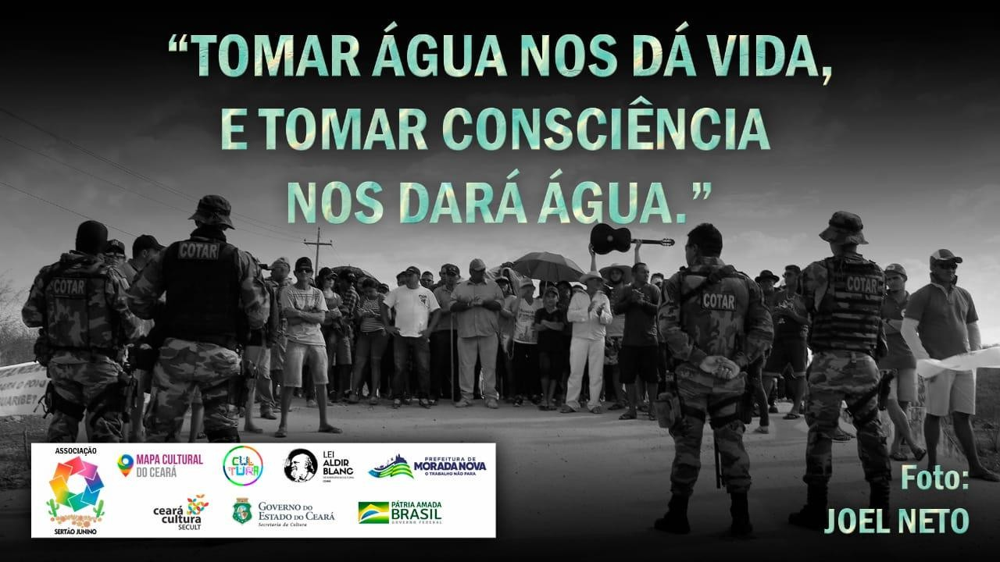 “TOMAR ÁGUA NOS DÁ VIDA,
E TOMAR CONSCIÊNCIA
NOS DARÁ ÁGUA.”
COTAR
COTAR
COTAR
COTAR
ASSOCIAÇÃO
SERTÃO JUNINO
MAPA CULTURAL
DO CEARÁ
CUL
TURA
LEI
ALDIR
BLANC
CEARÁ
PREFEITURA DE
MORADA NOVA
O TRABALHO NÃO PARA
ceará
cultura
SECULT
GOVERNO DO
ESTADO DO CEARÁ
Secretaria da Cultura
PÁTRIA AMADA
BRASIL
GOVERNO FEDERAL
Foto:
JOEL NETO